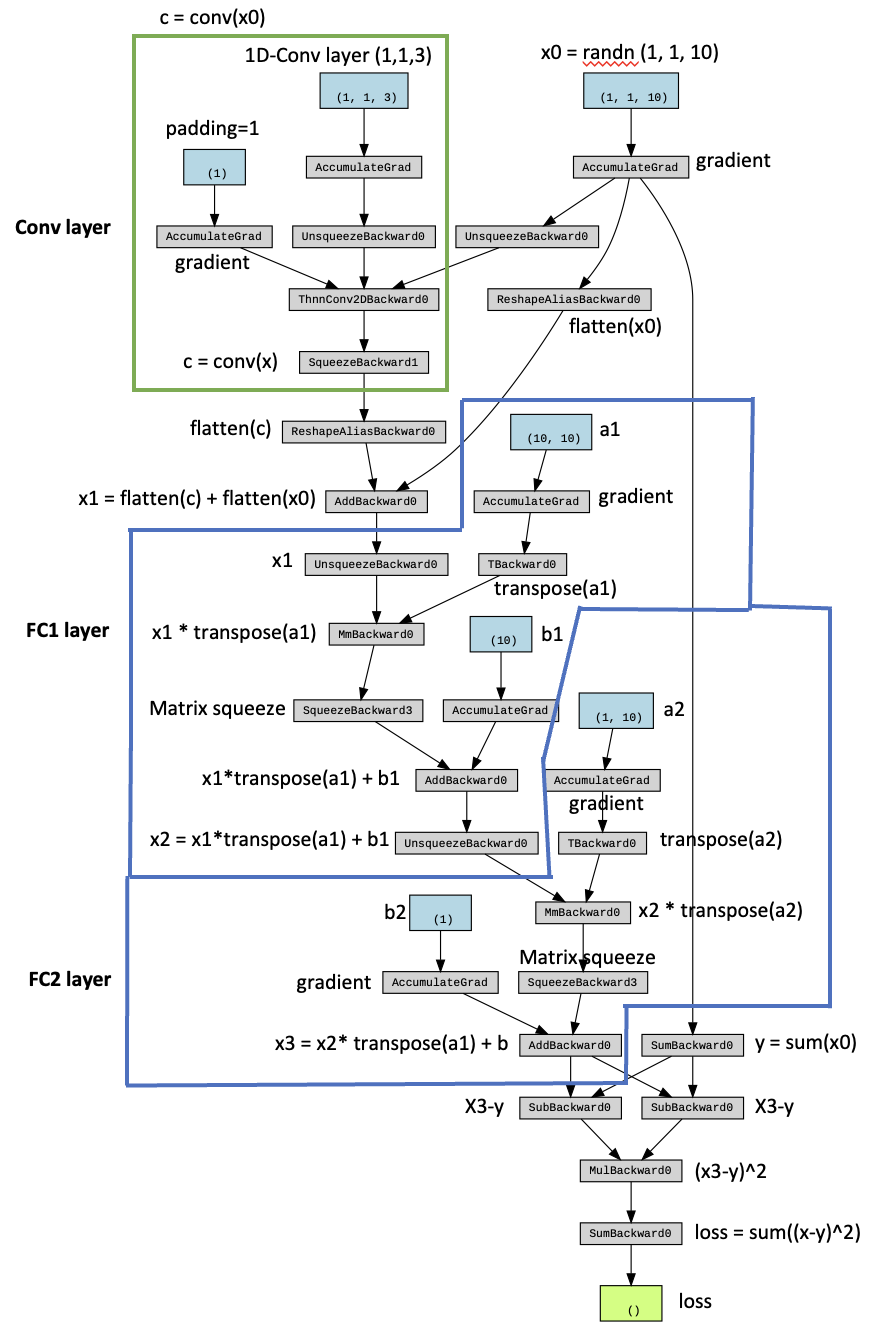 c = conv(x0)
1D-Conv layer (1,1,3)
x0 = randn (1, 1, 10)
(1, 1, 3)
(1, 1, 10)
padding=1
(1)
AccumulateGrad
AccumulateGrad
gradient
Conv layer
AccumulateGrad
UnsqueezeBackward0
UnsqueezeBackward0
gradient
ThnnConv2DBackward0
ReshapeAliasBackward0
flatten(x0)
c = conv(x)
SqueezeBackward1
flatten(c)
ReshapeAliasBackward0
(10, 10)
a1
x1 = flatten(c) + flatten(x0)
AddBackward0
AccumulateGrad
gradient
x1
UnsqueezeBackward0
TBackward0
transpose(a1)
FC1 layer
x1 * transpose(a1)
MmBackward0
(10)
b1
Matrix squeeze
SqueezeBackward3
AccumulateGrad
(1, 10)
a2
x1*transpose(a1) + b1
AddBackward0
AccumulateGrad
gradient
x2 = x1*transpose(a1) + b1
UnsqueezeBackward0
TBackward0
transpose(a2)
b2
(1)
MmBackward0
x2 * transpose(a2)
Matrix squeeze
FC2 layer
gradient
AccumulateGrad
SqueezeBackward3
x3 = x2* transpose(a1) + b
AddBackward0
SumBackward0
y = sum(x0)
X3-y
SubBackward0
SubBackward0
X3-y
MulBackward0
(x3-y)^2
SumBackward0
loss = sum((x-y)^2)
()
loss